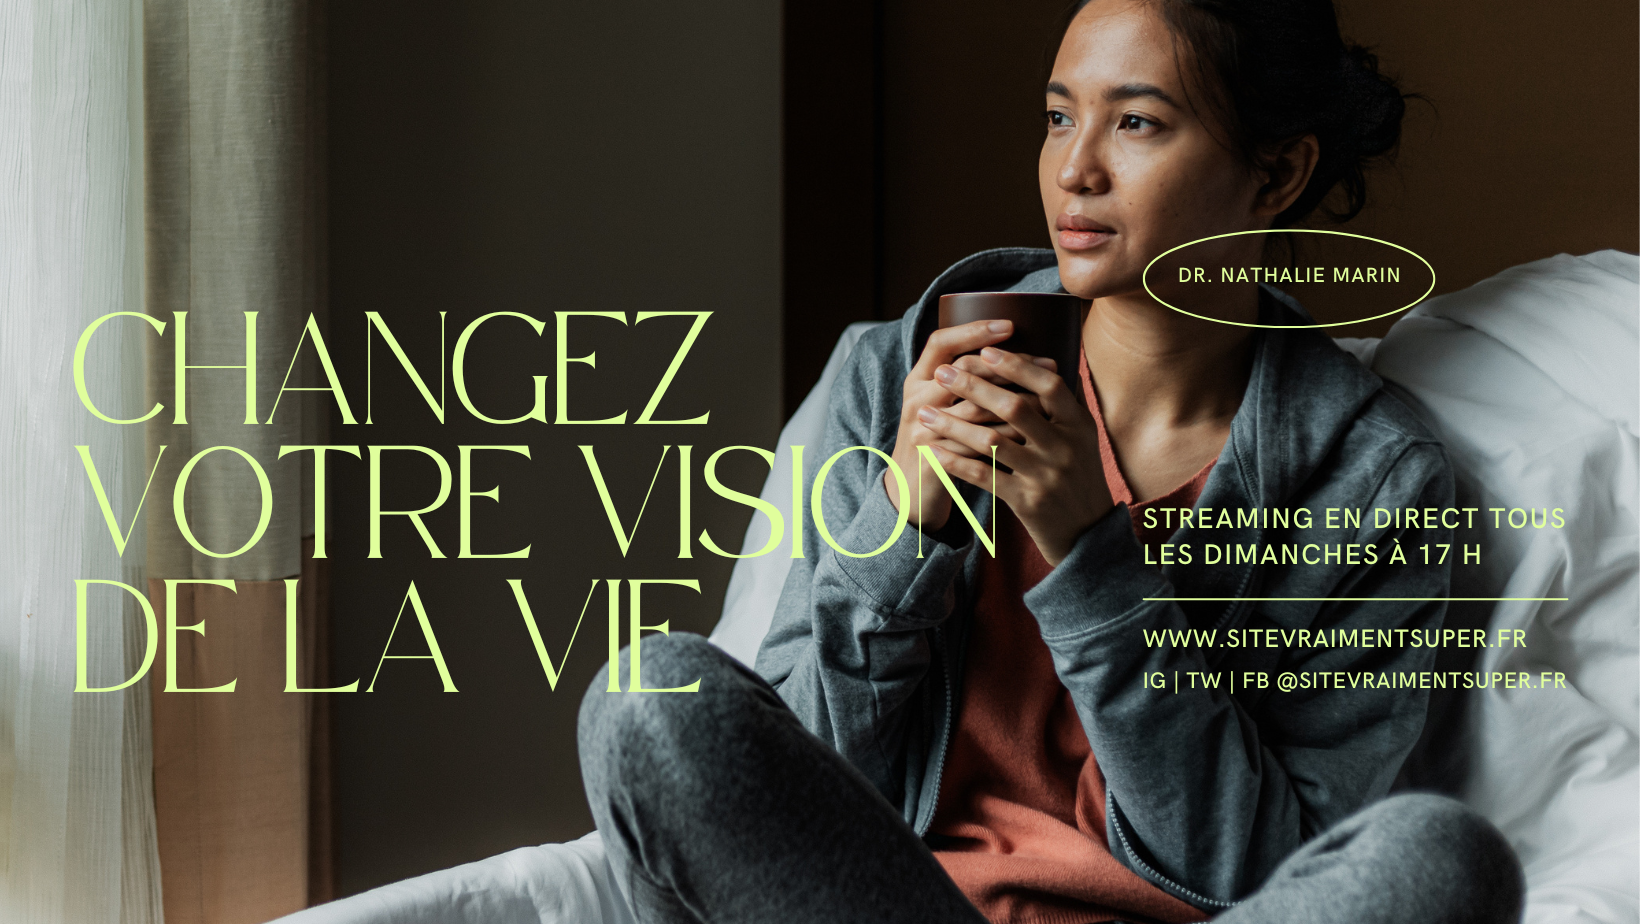 CHANGEZ
VOTRE VISION
DE LA VIE
DR. NATHALIE MARIN
STREAMING EN DIRECT TOUS
LES DIMANCHES À 17 H
WWW.SITEVRAIMENTSUPER.FR
IG | TW | FB @SITEVRAIMENTSUPER.FR